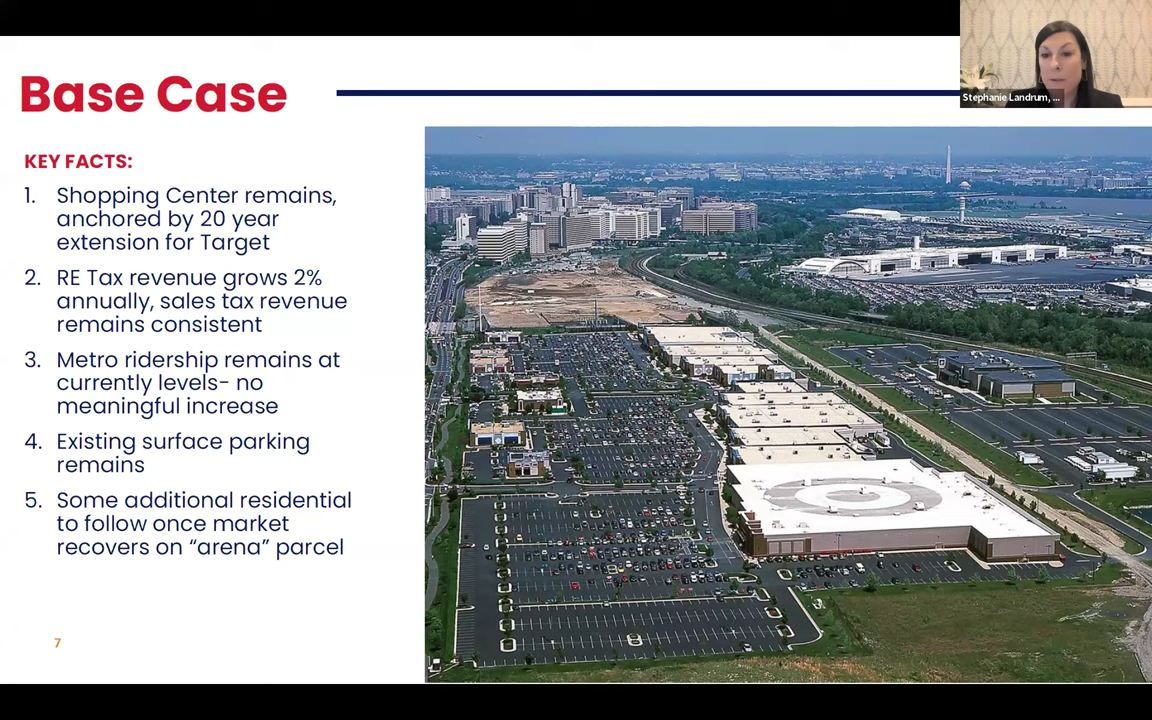 Base Case
Stephanie Landrum, ...
KEY FACTS:
1. Shopping Center remains,
anchored by 20 year
extension for Target
2. RE Tax revenue grows 2%
annually, sales tax revenue
remains consistent
3. Metro ridership remains at
currently levels- no
meaningful increase
4. Existing surface parking
remains
5. Some additional residential
to follow once market
recovers on “arena” parcel
7